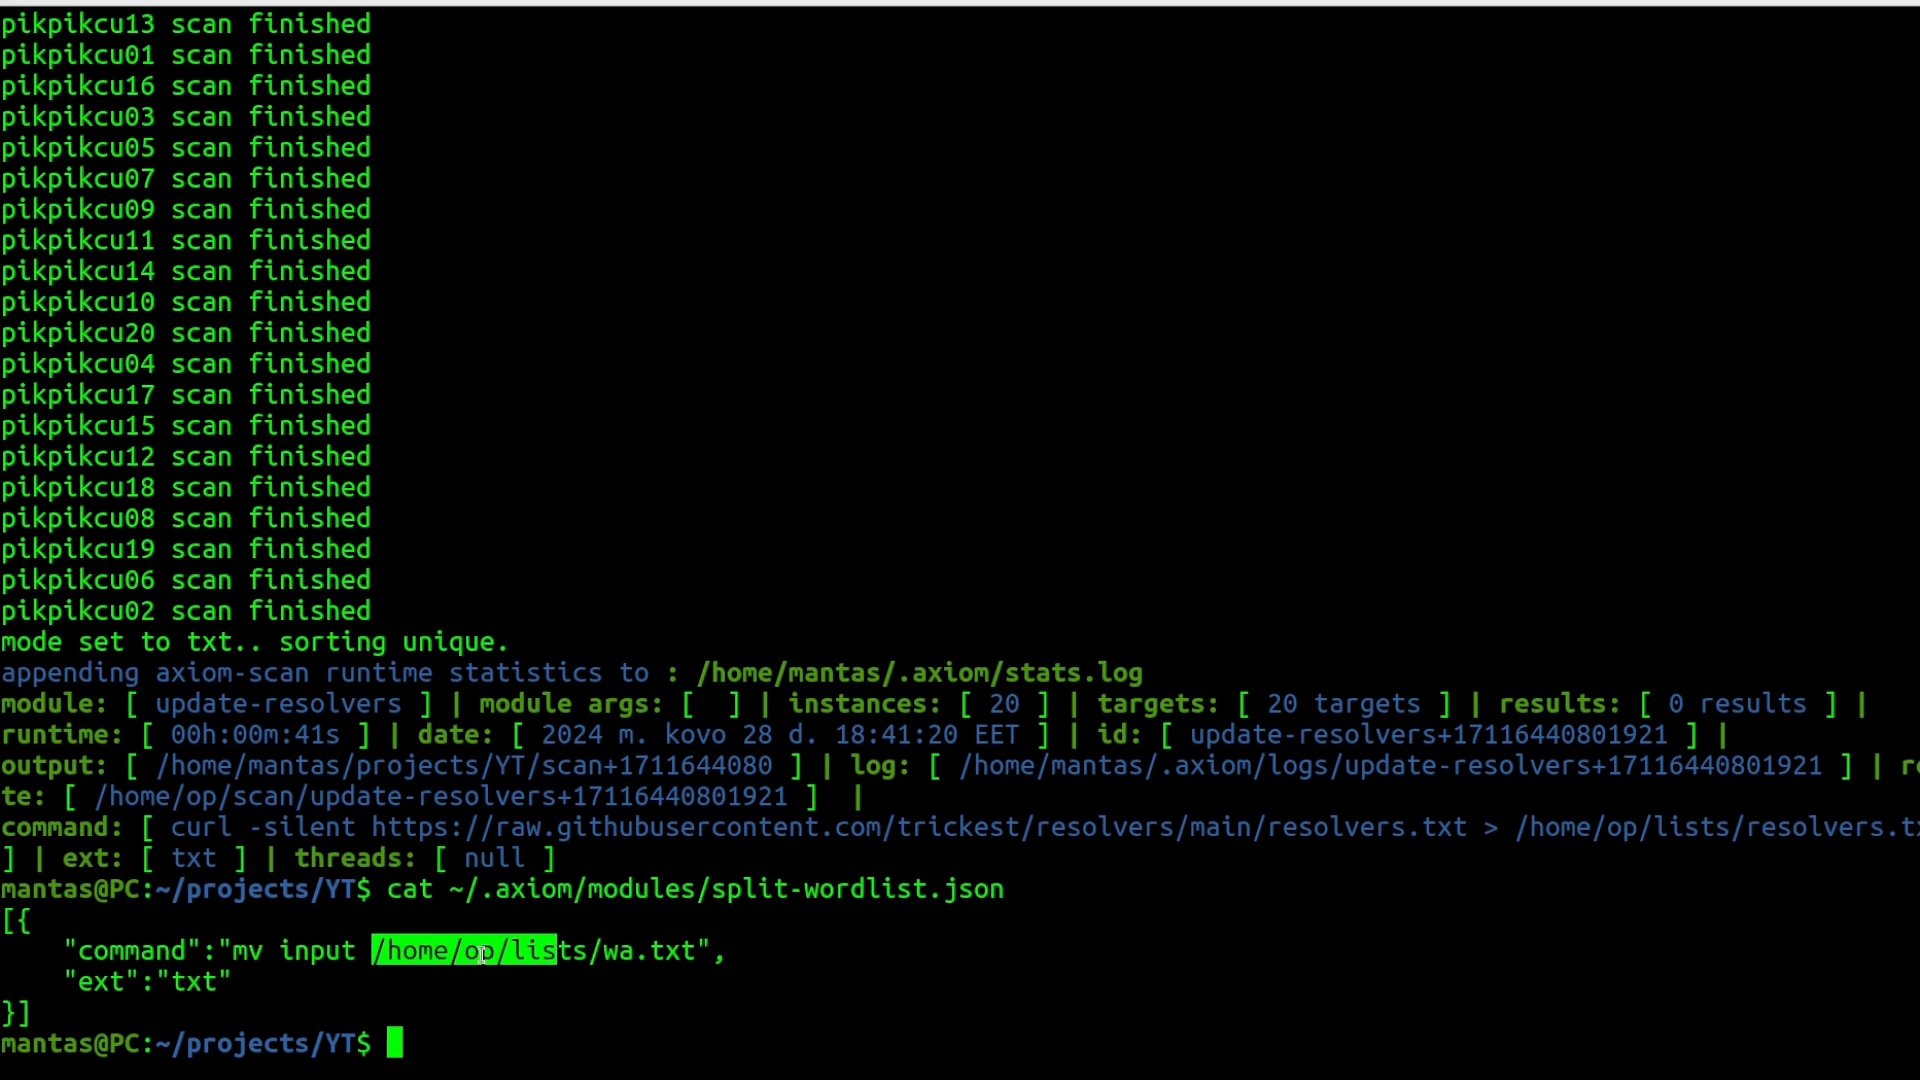 pikpikcu13 scan finished
pikpikcu01 scan finished
pikpikcu16 scan finished
pikpikcu03 scan finished
pikpikcu05 scan finished
pikpikcu07 scan finished
pikpikcu09 scan finished
pikpikcu11 scan finished
pikpikcu14 scan finished
pikpikcu10 scan finished
pikpikcu20 scan finished
pikpikcu04 scan finished
pikpikcu17 scan finished
pikpikcu15 scan finished
pikpikcu12 scan finished
pikpikcu18 scan finished
pikpikcu08 scan finished
pikpikcu19 scan finished
pikpikcu06 scan finished
pikpikcu02 scan finished
mode set to txt.. sorting unique.
appending axiom-scan runtime statistics to : /home/mantas/.axiom/stats.log
module: [ update-resolvers ] | module args: [  ] | instances: [ 20 ] | targets: [ 20 targets ] | results: [ 0 results ] |
runtime: [ 00h:00m:41s ] | date: [ 2024 m. kovo 28 d. 18:41:20 EET ] | id: [ update-resolvers+17116440801921 ] |
output: [ /home/mantas/projects/YT/scan+1711644080 ] | log: [ /home/mantas/.axiom/logs/update-resolvers+17116440801921 ] | re
te: [ /home/op/scan/update-resolvers+17116440801921 ]  |
command: [ curl -silent https://raw.githubusercontent.com/trickest/resolvers/main/resolvers.txt > /home/op/lists/resolvers.tx
] | ext: [ txt ] | threads: [ null ]
mantas@PC:~/projects/YT$ cat ~/.axiom/modules/split-wordlist.json
[{
    "command":"mv input /home/op/lists/wa.txt",
    "ext":"txt"
}]
mantas@PC:~/projects/YT$